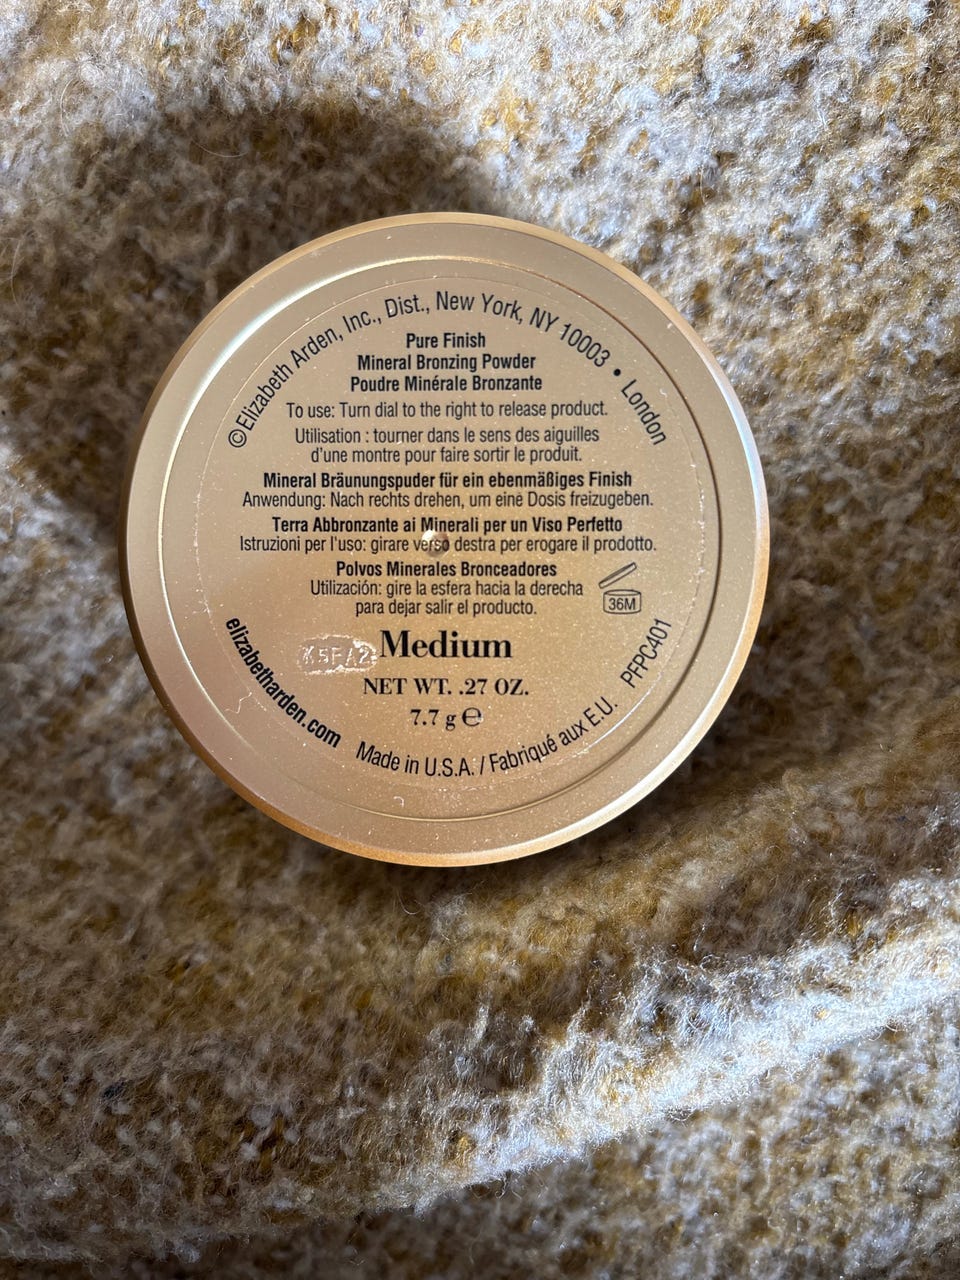 ©Elizabeth Arden, Inc., Dist., New York, NY 10003 • London
Pure Finish
Mineral Bronzing Powder
Poudre Minérale Bronzante
To use: Turn dial to the right to release product.
Utilisation : tourner dans le sens des aiguilles
d'une montre pour faire sortir le produit.
Mineral Bräunungspuder für ein ebenmäßiges Finish
Anwendung: Nach rechts drehen, um eine Dosis freizugeben.
Terra Abbronzante ai Minerali per un Viso Perfetto
Istruzioni per l'uso: girare verso destra per erogare il prodotto.
Polvos Minerales Bronceadores
Utilización: gire la esfera hacia la derecha
para dejar salir el producto.
36M
K5FA2
Medium
NET WT. .27 OZ.
7.7 g ℮
elizabetharden.com
Made in U.S.A. / Fabriqué aux E.U.
PFPC401